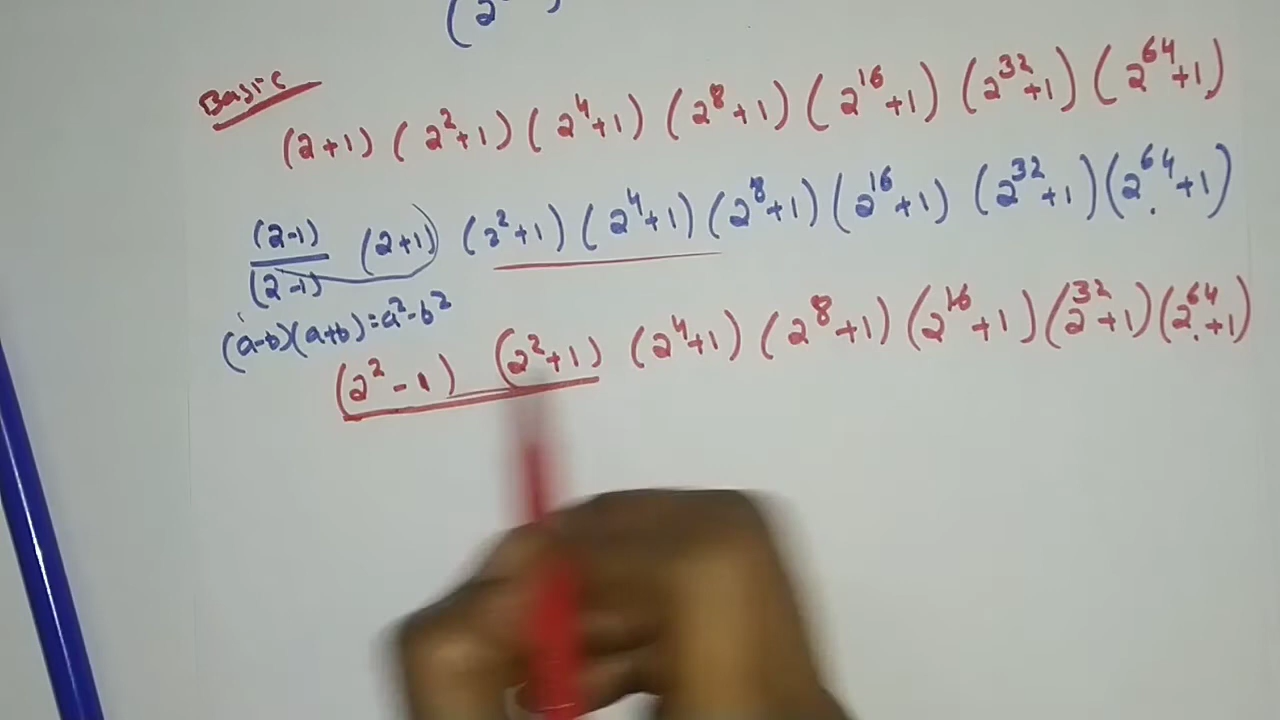 (2
Basic
(2+1) (2²+1) (2⁴+1) (2⁸+1) (2¹⁶+1) (2³²+1) (2⁶⁴+1)
(2-1)/(2-1) (2+1) (2²+1) (2⁴+1) (2⁸+1) (2¹⁶+1) (2³²+1) (2⁶⁴+1)
(a-b)(a+b)=a²-b²
(2²-1) (2²+1) (2⁴+1) (2⁸+1) (2¹⁶+1) (2³²+1) (2⁶⁴+1)